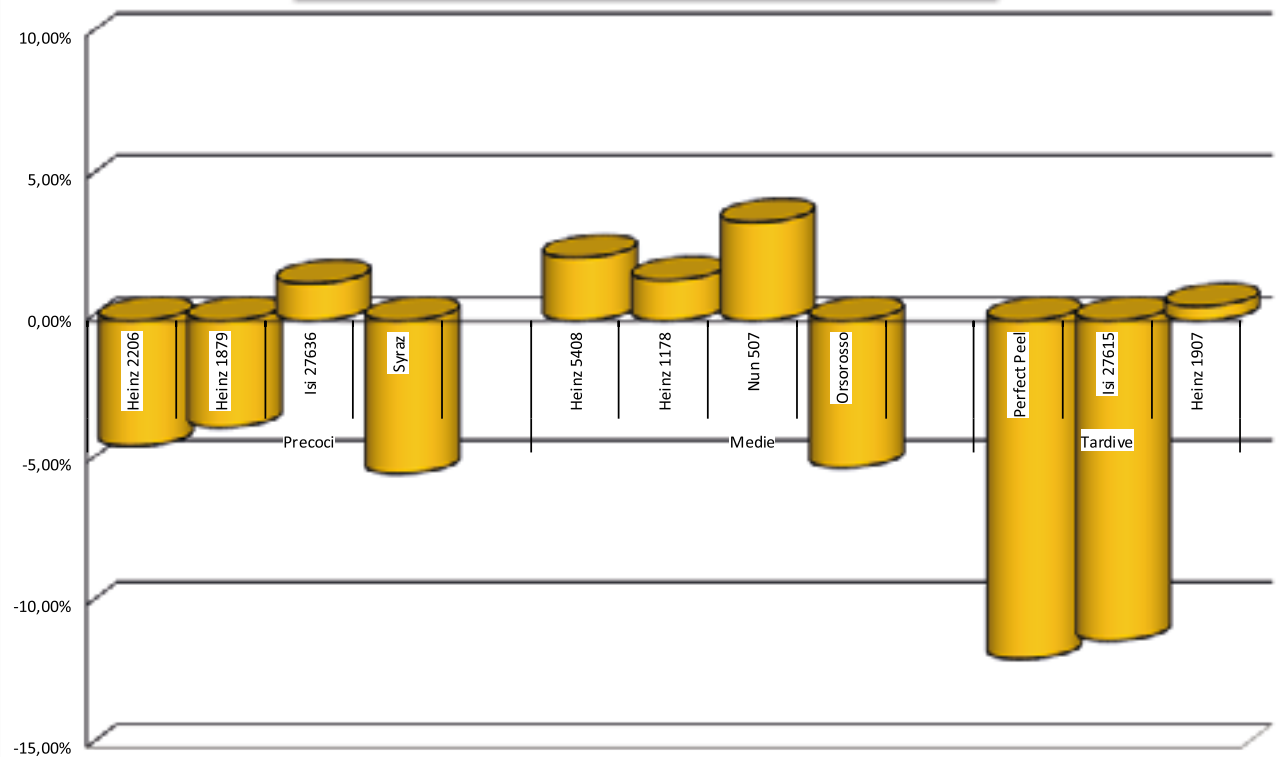 10,00%
5,00%
0,00%
-5,00%
-10,00%
-15,00%
Heinz 2206
Heinz 1879
Isi 27636
Syraz
Heinz 5408
Heinz 1178
Nun 507
Orsorosso
Perfect Peel
Isi 27615
Heinz 1907
Precoci
Medie
Tardive